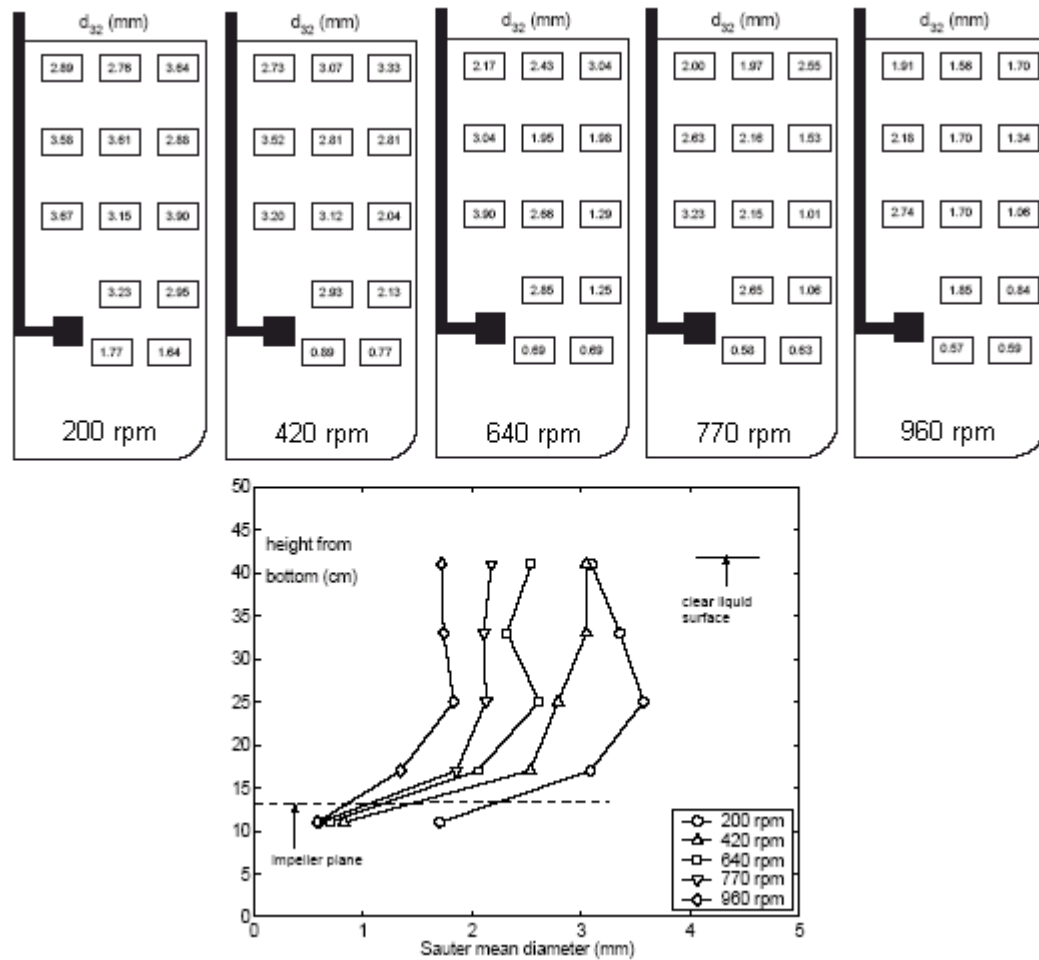 d32 (mm) d32 (mm) d32 (mm) d32 (mm) d32 (mm)
2.89 2.76 3.64 2.73 3.07 3.33 2.17 2.43 3.04 2.00 1.97 2.55 1.91 1.56 1.70
3.58 3.61 2.88 3.52 2.81 2.81 3.04 1.95 1.98 2.63 2.16 1.53 2.18 1.70 1.34
3.67 3.15 3.90 3.20 3.12 2.04 3.90 2.66 1.29 3.23 2.15 1.01 2.74 1.70 1.06
3.23 2.95 2.93 2.13 2.85 1.25 2.65 1.06 1.85 0.84
1.77 1.64 0.89 0.77 0.69 0.69 0.58 0.63 0.57 0.59
200 rpm 420 rpm 640 rpm 770 rpm 960 rpm
50
45
40
35
30
25
20
15
10
5
0
height from
bottom (cm)
clear liquid
surface
Impeller plane
200 rpm
420 rpm
640 rpm
770 rpm
960 rpm
0 1 2 3 4 5
Sauter mean diameter (mm)